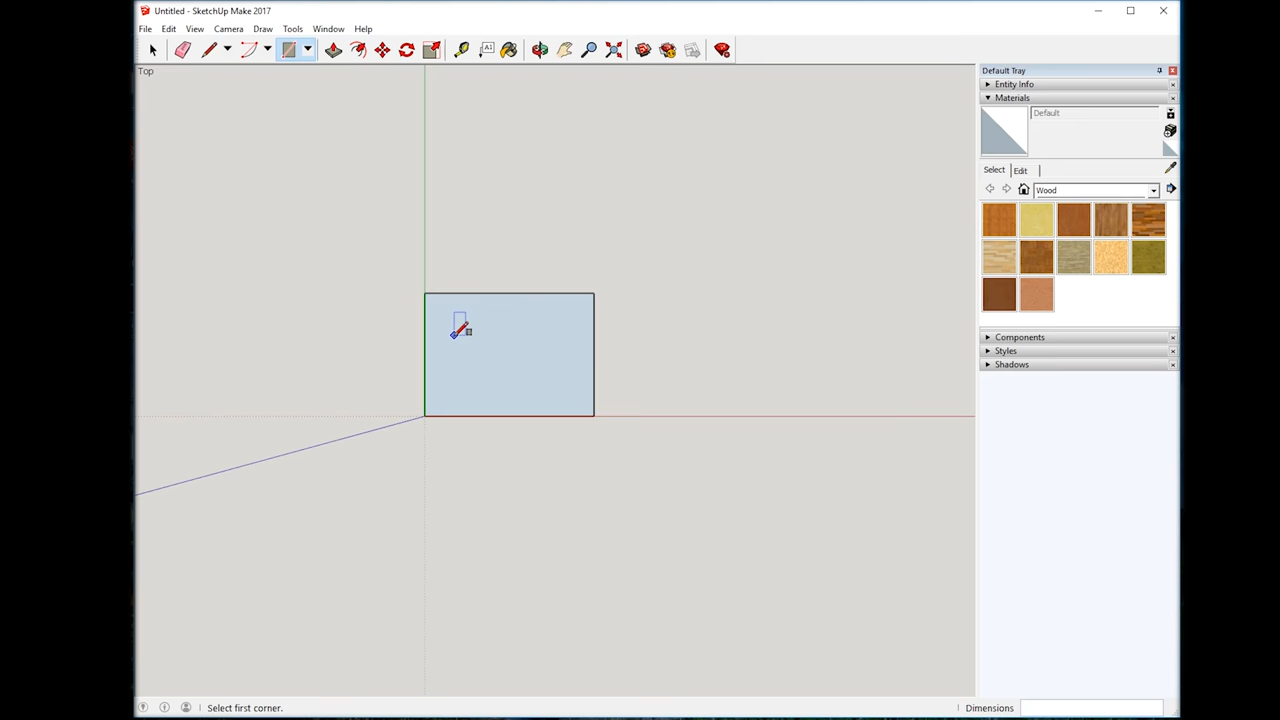 Untitled - SketchUp Make 2017
File Edit View Camera Draw Tools Window Help
A1
Top
Default Tray
Entity Info
Materials
Default
Select Edit
Wood
Components
Styles
Shadows
Select first corner.
Dimensions